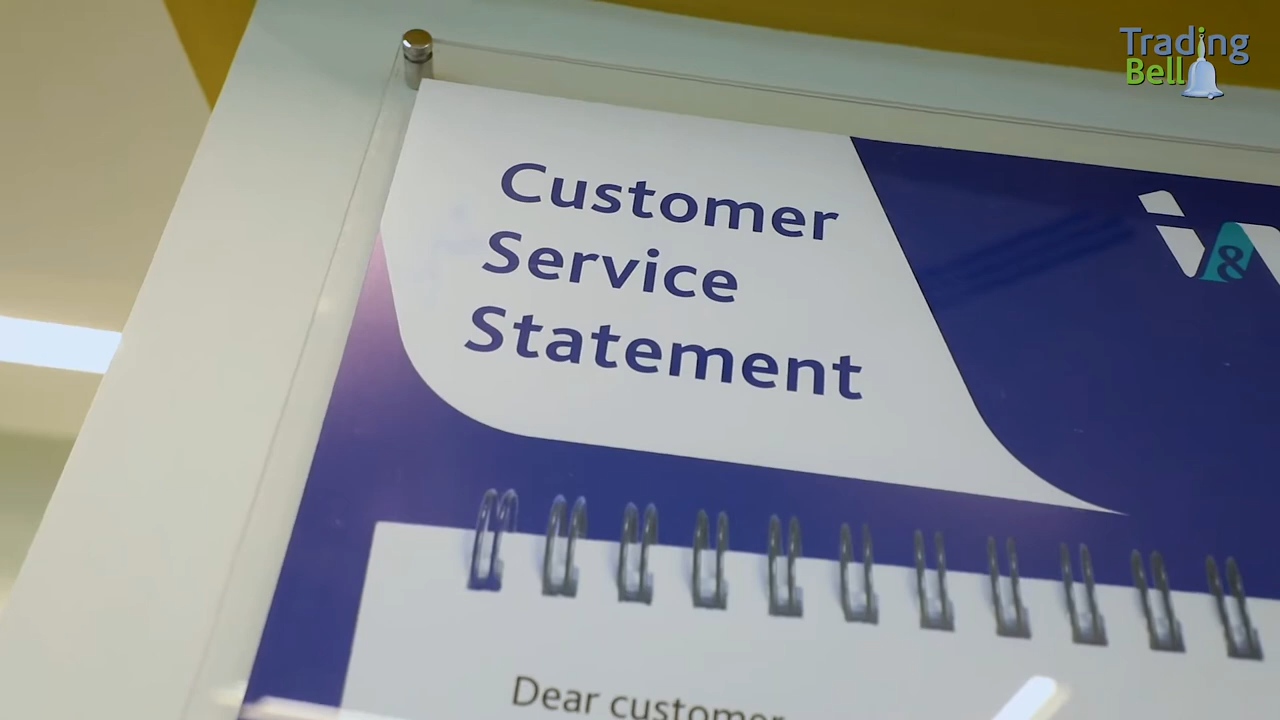 Trading
Bell
Customer
Service
Statement
&
Dear customer